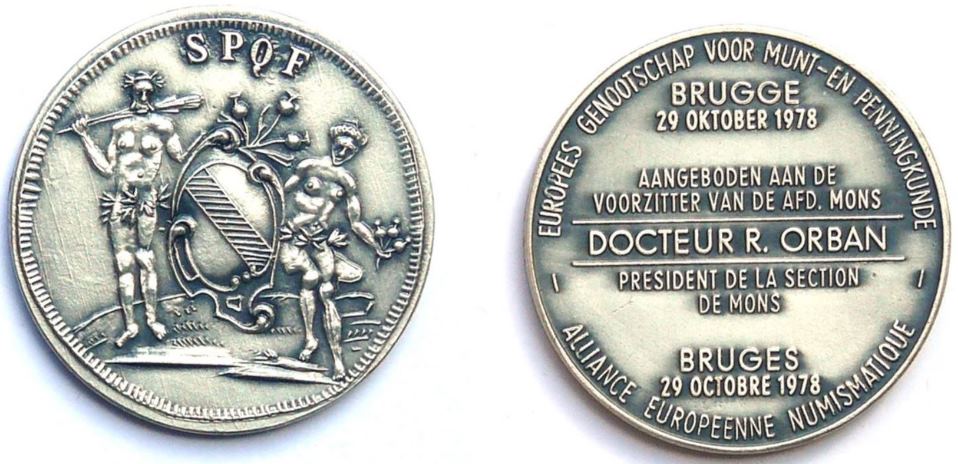 SPQF
EUROPEES GENOOTSCHAP VOOR MUNT-EN PENNINGKUNDE
BRUGGE
29 OKTOBER 1978
AANGEBODEN AAN DE
VOORZITTER VAN DE AFD. MONS
DOCTEUR R. ORBAN
PRESIDENT DE LA SECTION
DE MONS
BRUGES
29 OCTOBRE 1978
ALLIANCE EUROPEENNE NUMISMATIQUE